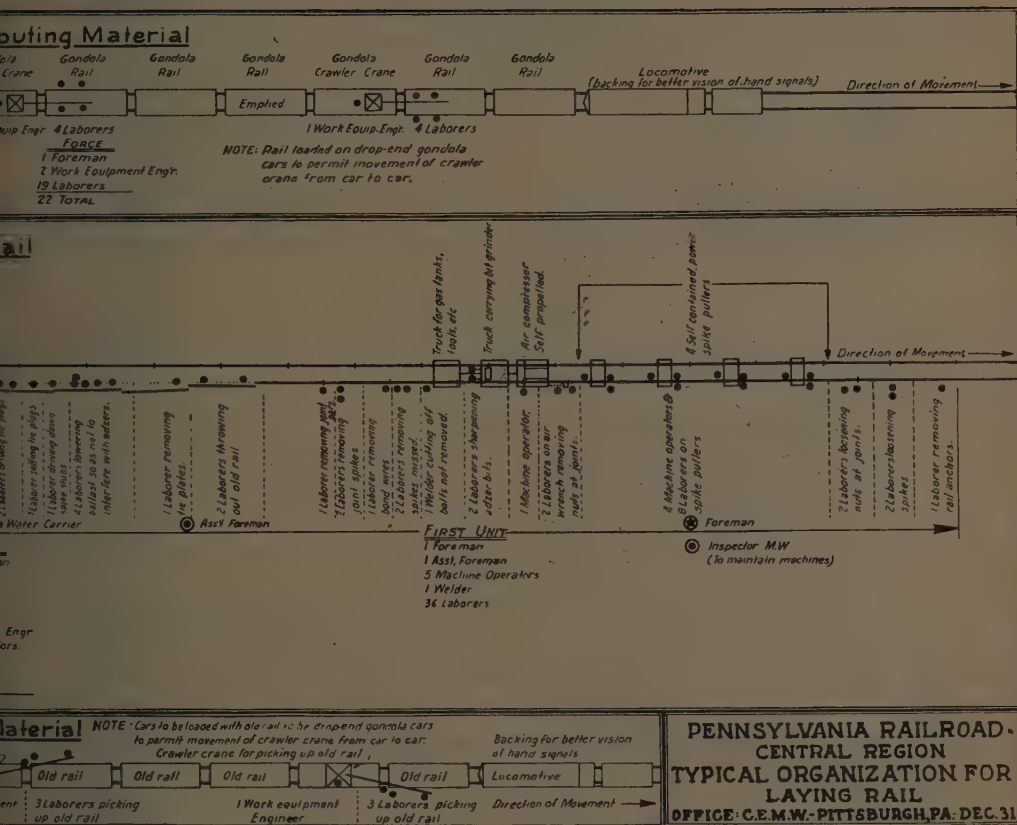 buting Material
Crane
Gondola
Rail
Gondola
Rail
Gondola
Rail
Gondola
Crawler Crane
Gondola
Rail
Gondola
Rail
Locomotive
(backing for better vision of hand signals)
Direction of Movement
Emptied
Equip Engr
4 Laborers
1 Work Equip. Engr.
4 Laborers
FORCE
1 Foreman
2 Work Equipment Engr.
19 Laborers
22 TOTAL
NOTE: Rail loaded on drop-end gondola
cars to permit movement of crawler
crane from car to car.
ail
Truck for gas tanks,
tools, etc
Truck carrying bit grinder
Air compressor
Self propelled.
4 Self contained power
spike pullers
Direction of Movement
1 Laborer setting tie plugs
1 Laborer driving down
spike stubs
4 Laborers lowering
ballast so as not to
interfere with adzers.
1 Laborer removing
tie plates.
2 Laborers throwing
out old rail
1 Laborer removing
2 Laborers removing
joint spikes
1 Laborer removing
bond wires
2 Laborers removing
spikes missed.
1 Welder cutting off
bolts not removed.
2 Laborers sharpening
adzer bits.
1 Machine operator.
2 Laborers on air
wrench removing
nuts at joints.
4 Machine operators
8 Laborers on
spike pullers
2 Laborers loosening
nuts at joints.
2 Laborers loosening
spikes
1 Laborer removing
rail anchors.
Water Carrier
Ass't Foreman
FIRST UNIT
1 Foreman
1 Asst. Foreman
5 Machine Operators
1 Welder
36 Laborers
Foreman
Inspector M.W
(To maintain machines)
Engr
ors.
Material
NOTE - Cars to be loaded with old rail to be drop-end gondola cars
to permit movement of crawler crane from car to car.
Crawler crane for picking up old rail
Backing for better vision
of hand signals
Old rail
Old rail
Old rail
Old rail
Locomotive
3 Laborers picking
up old rail
1 Work equipment
Engineer
3 Laborers picking
up old rail
Direction of Movement
PENNSYLVANIA RAILROAD.
CENTRAL REGION
TYPICAL ORGANIZATION FOR
LAYING RAIL
OFFICE: C.E.M.W.-PITTSBURGH, PA. DEC. 31